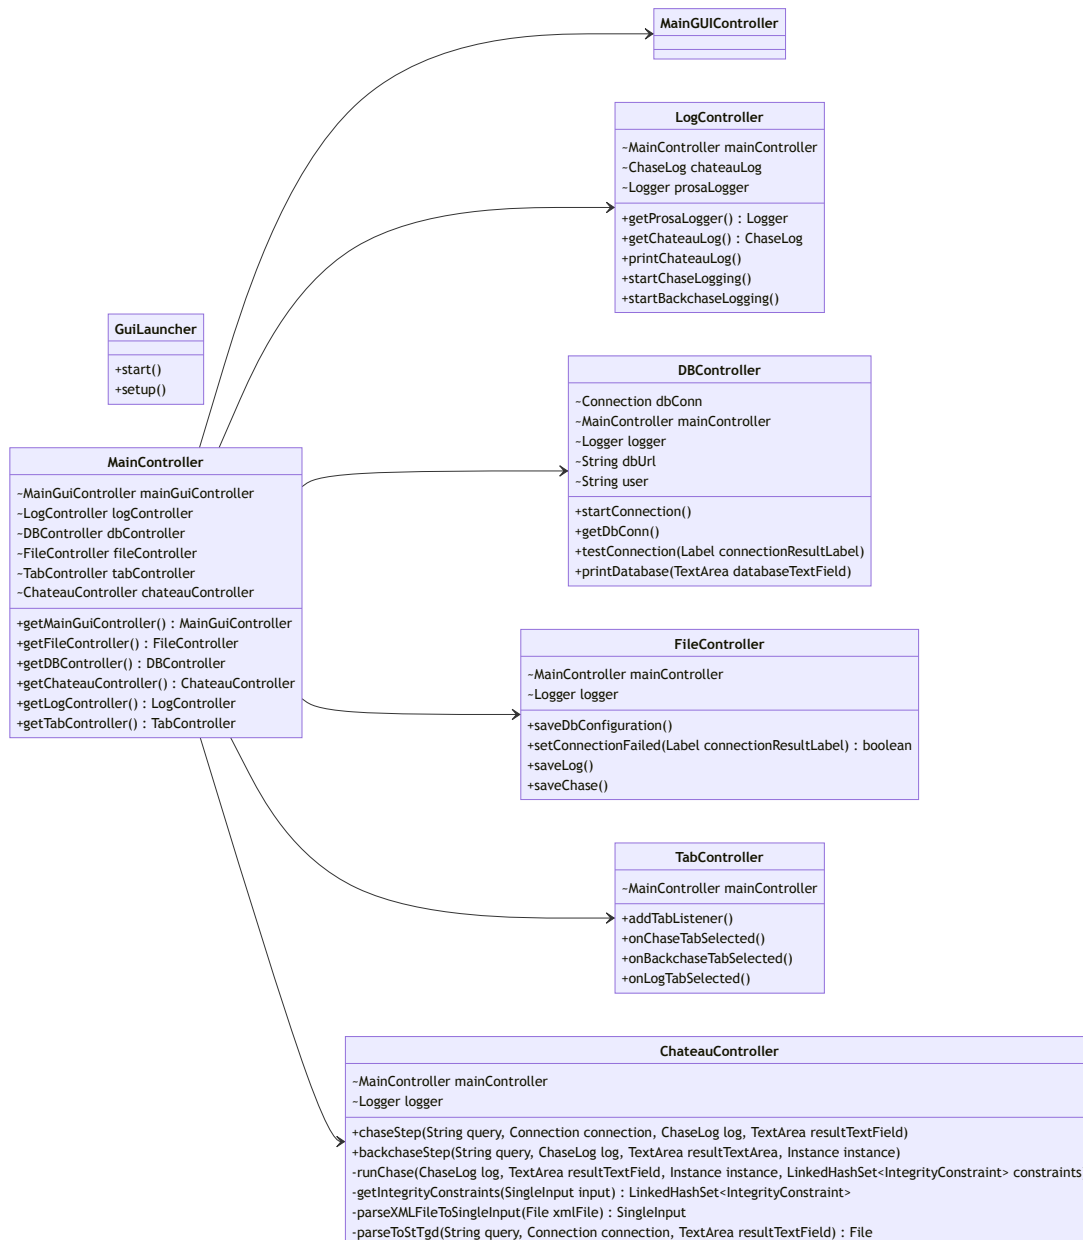 MainGUIController
LogController
~MainController mainController
~ChaseLog chateauLog
~Logger prosaLogger
+getProsaLogger() : Logger
+getChateauLog() : ChaseLog
+printChateauLog()
+startChaseLogging()
+startBackchaseLogging()
GuiLauncher
+start()
+setup()
DBController
~Connection dbConn
~MainController mainController
~Logger logger
~String dbUrl
~String user
+startConnection()
+getDbConn()
+testConnection(Label connectionResultLabel)
+printDatabase(TextArea databaseTextField)
MainController
~MainGuiController mainGuiController
~LogController logController
~DBController dbController
~FileController fileController
~TabController tabController
~ChateauController chateauController
+getMainGuiController() : MainGuiController
+getFileController() : FileController
+getDBController() : DBController
+getChateauController() : ChateauController
+getLogController() : LogController
+getTabController() : TabController
FileController
~MainController mainController
~Logger logger
+saveDbConfiguration()
+setConnectionFailed(Label connectionResultLabel) : boolean
+saveLog()
+saveChase()
TabController
~MainController mainController
+addTabListener()
+onChaseTabSelected()
+onBackchaseTabSelected()
+onLogTabSelected()
ChateauController
~MainController mainController
~Logger logger
+chaseStep(String query, Connection connection, ChaseLog log, TextArea resultTextField)
+backchaseStep(String query, ChaseLog log, TextArea resultTextArea, Instance instance)
-runChase(ChaseLog log, TextArea resultTextField, Instance instance, LinkedHashSet<IntegrityConstraint> constraints
-getIntegrityConstraints(SingleInput input) : LinkedHashSet<IntegrityConstraint>
-parseXMLFileToSingleInput(File xmlFile) : SingleInput
-parseToStTgd(String query, Connection connection, TextArea resultTextField) : File